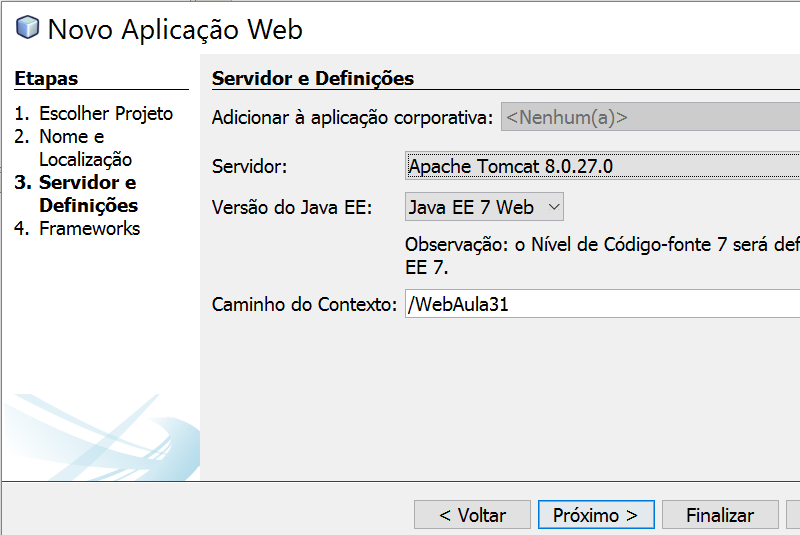 Novo Aplicação Web
Etapas
1. Escolher Projeto
2. Nome e
Localização
3. Servidor e
Definições
4. Frameworks
Servidor e Definições
Adicionar à aplicação corporativa: <Nenhum(a)>
Servidor: Apache Tomcat 8.0.27.0
Versão do Java EE: Java EE 7 Web
Observação: o Nível de Código-fonte 7 será def
EE 7.
Caminho do Contexto: /WebAula31
< Voltar Próximo > Finalizar